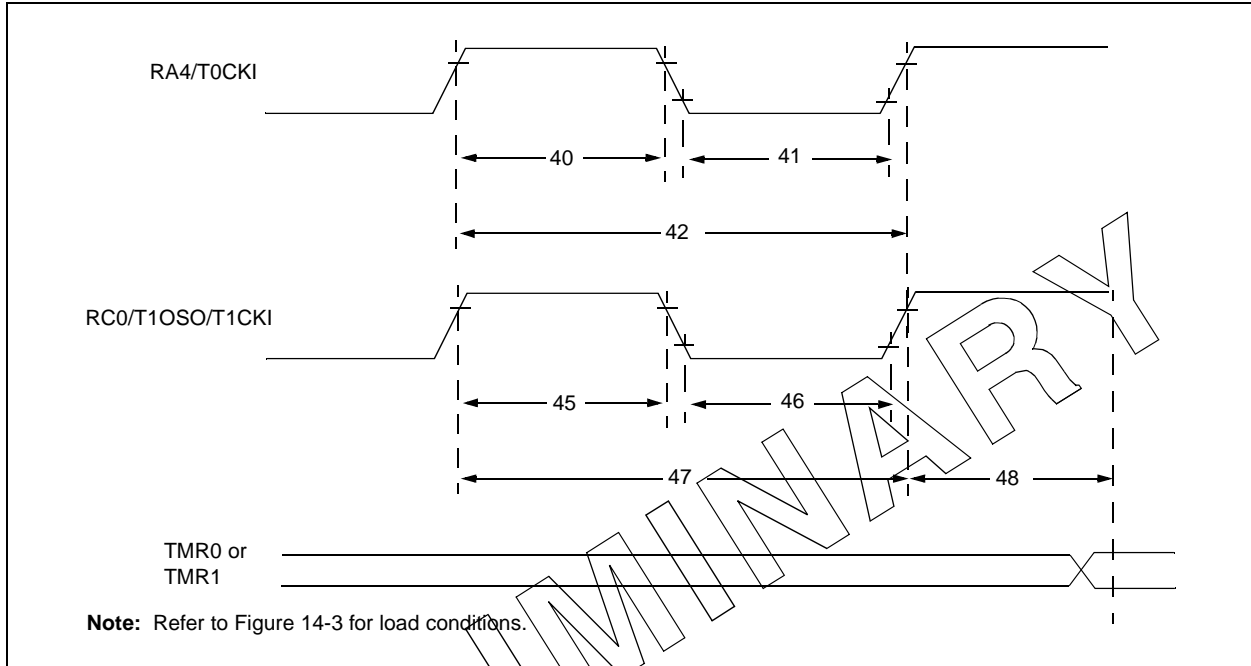 RA4/T0CKI
40
41
42
RC0/T1OSO/T1CKI
45
46
47
48
TMR0 or
TMR1
Note: Refer to Figure 14-3 for load conditions.
IMINARY